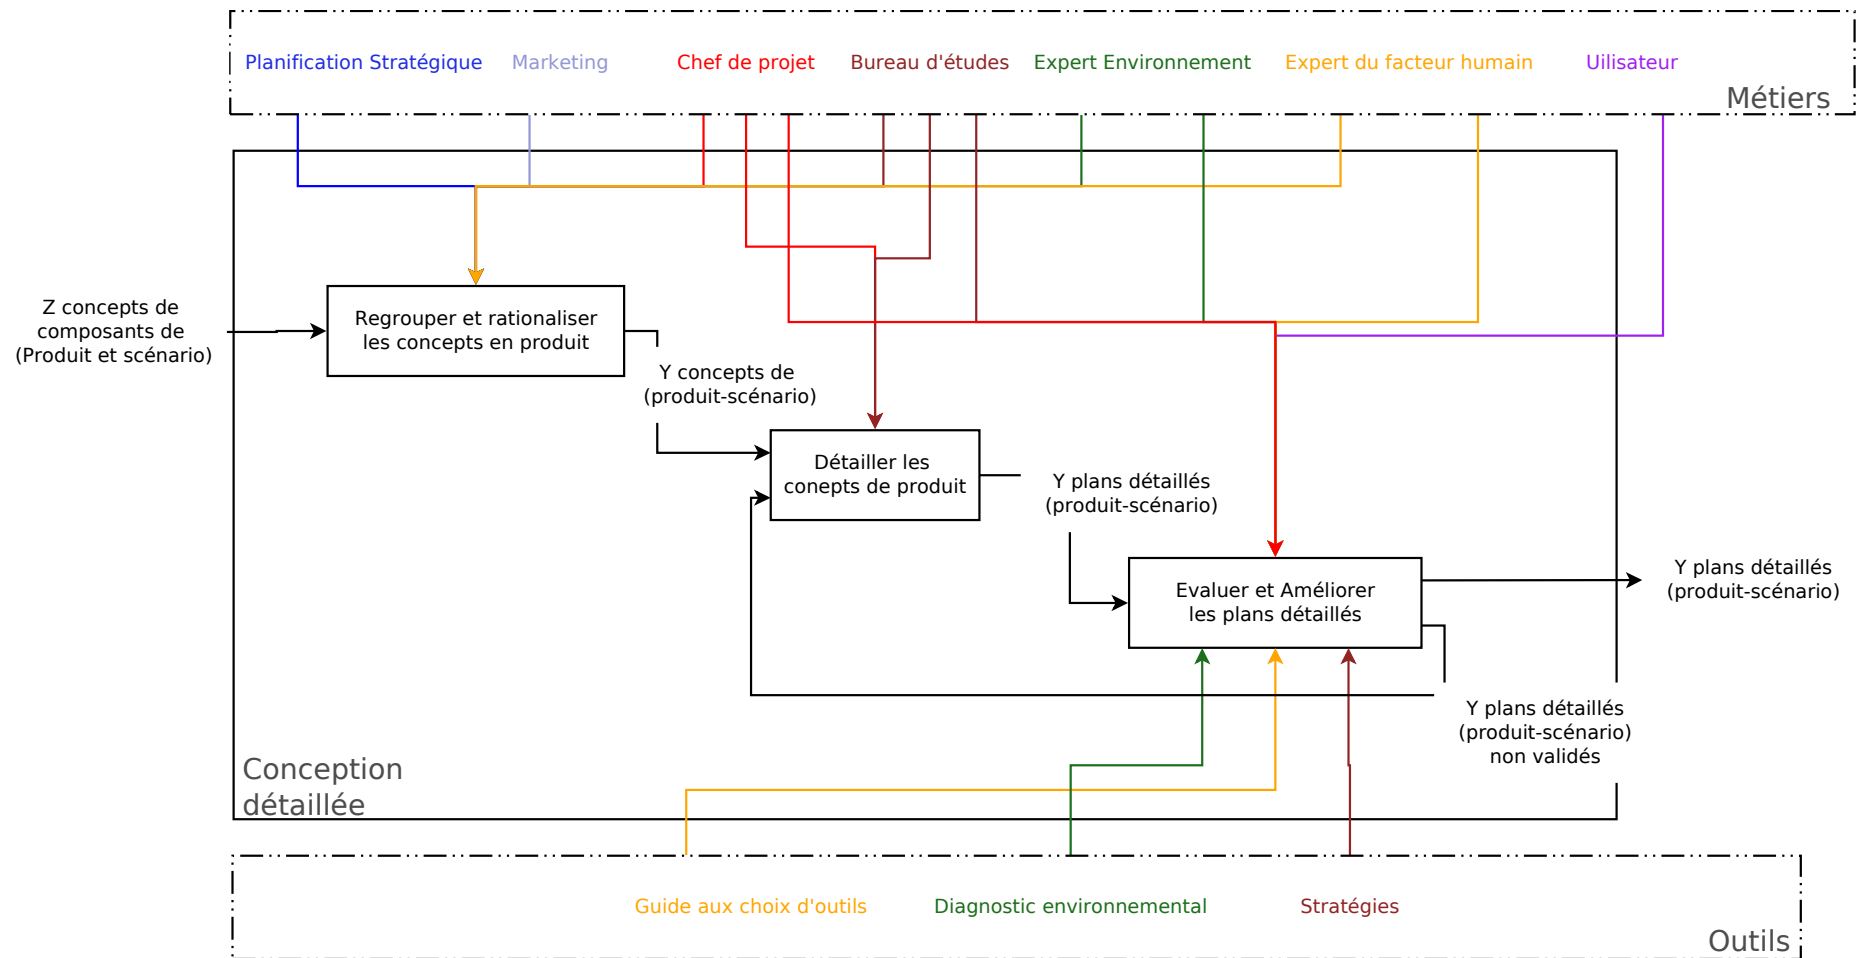 Planification Stratégique
Marketing
Chef de projet
Bureau d'études
Expert Environnement
Expert du facteur humain
Uilisateur
Métiers
Z concepts de
composants de
(Produit et scénario)
Regrouper et rationaliser
les concepts en produit
Y concepts de
(produit-scénario)
Détailler les
conepts de produit
Y plans détaillés
(produit-scénario)
Evaluer et Améliorer
les plans détaillés
Y plans détaillés
(produit-scénario)
Y plans détaillés
(produit-scénario)
non validés
Conception
détaillée
Guide aux choix d'outils
Diagnostic environnemental
Stratégies
Outils